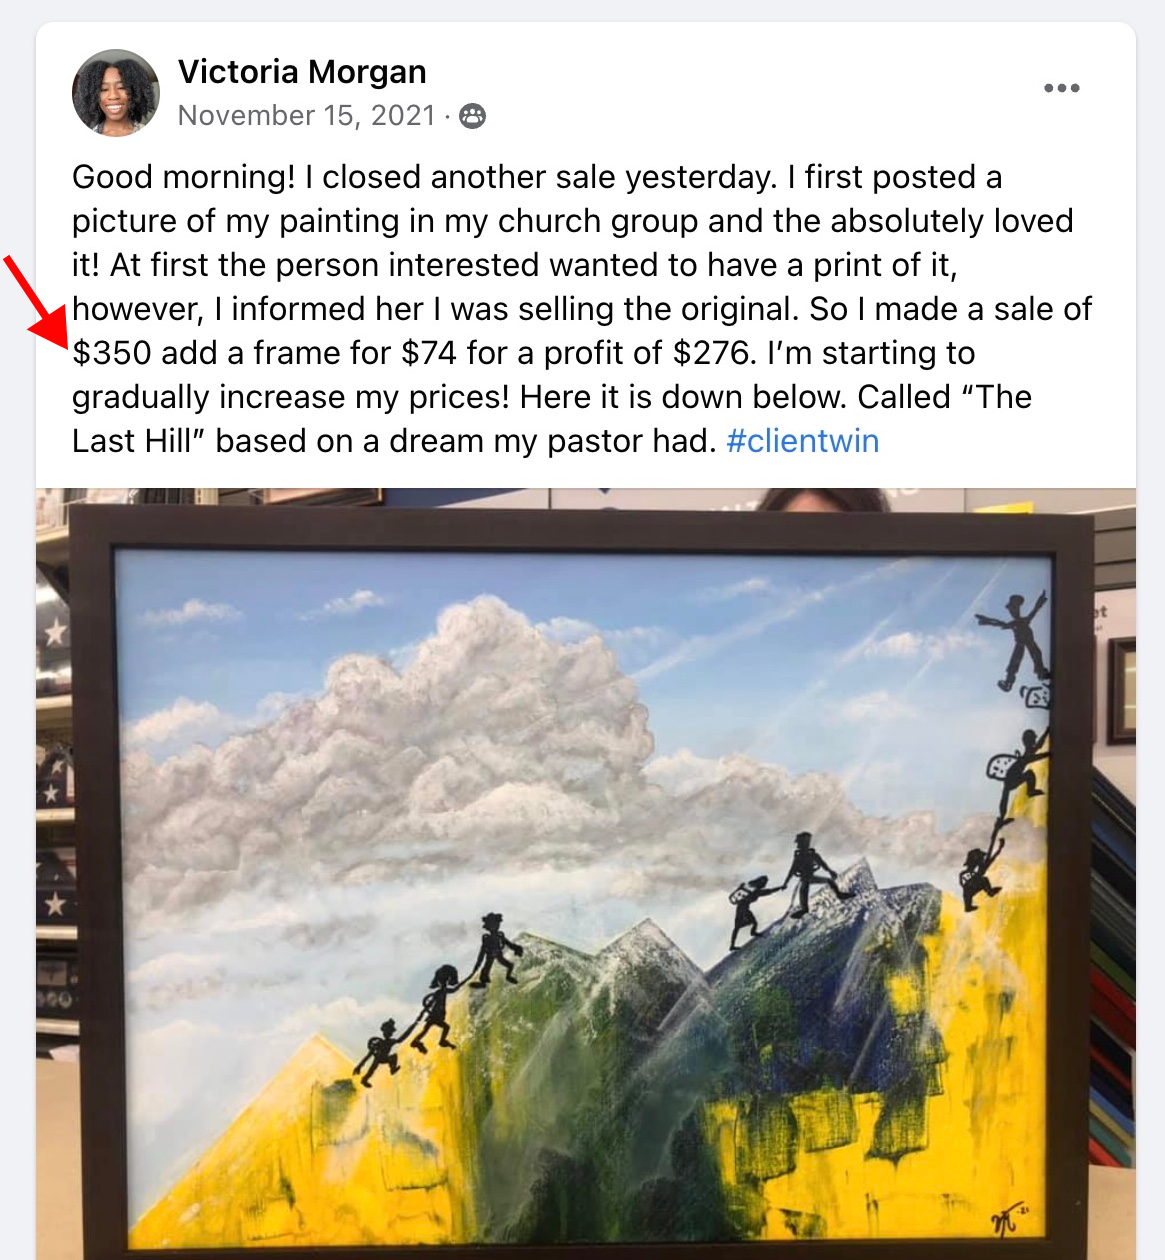 Victoria Morgan
November 15, 2021 ·
Good morning! I closed another sale yesterday. I first posted a
picture of my painting in my church group and the absolutely loved
it! At first the person interested wanted to have a print of it,
however, I informed her I was selling the original. So I made a sale of
$350 add a frame for $74 for a profit of $276. I’m starting to
gradually increase my prices! Here it is down below. Called “The
Last Hill” based on a dream my pastor had. #clientwin